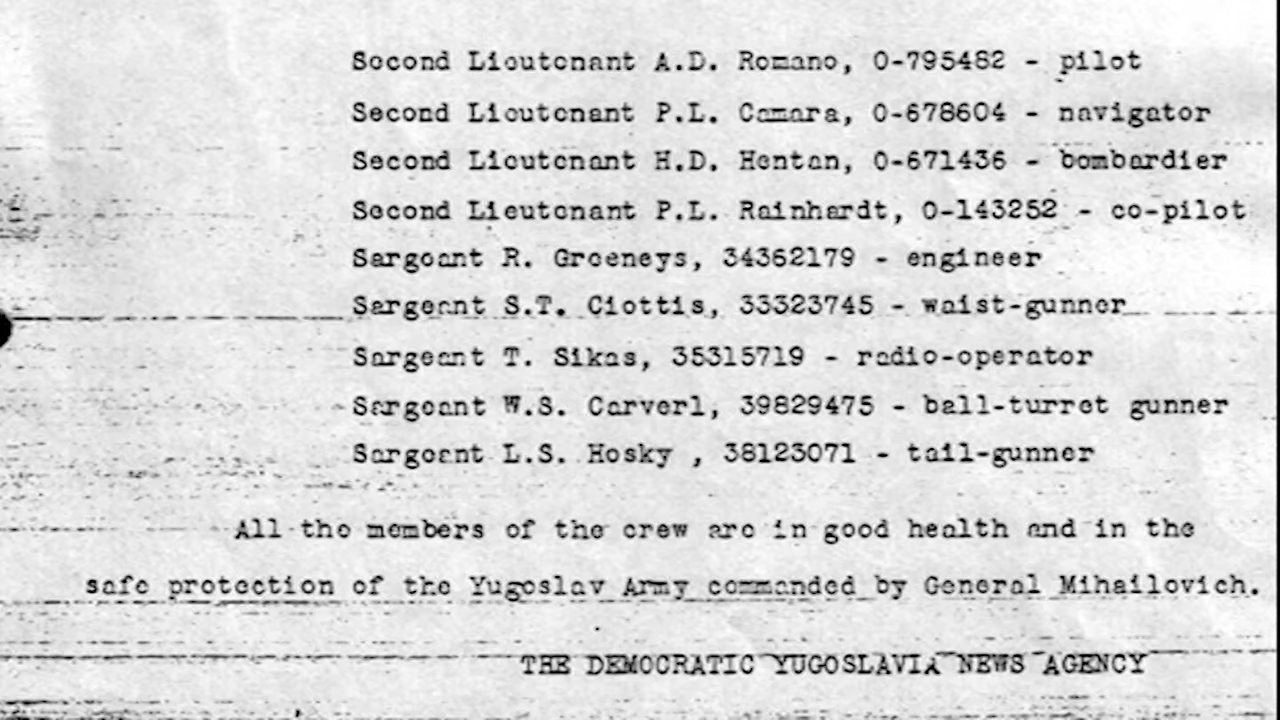 Second Lieutenant A.D. Romano, 0-795482 - pilot
Second Lieutenant P.L. Camara, 0-678604 - navigator
Second Lieutenant H.D. Hentan, 0-671436 - bombardier
Second Lieutenant P.L. Rainhardt, 0-143252 - co-pilot
Sargeant R. Greeneys, 34362179 - engineer
Sargeant S.T. Ciottis, 33323745 - waist-gunner
Sargeant T. Sikas, 35315719 - radio-operator
Sargeant W.S. Carverl, 39829475 - ball-turret gunner
Sargeant L.S. Hosky , 38123071 - tail-gunner
All the members of the crew are in good health and in the
safe protection of the Yugoslav Army commanded by General Mihailovich.
THE DEMOCRATIC YUGOSLAVIA NEWS AGENCY